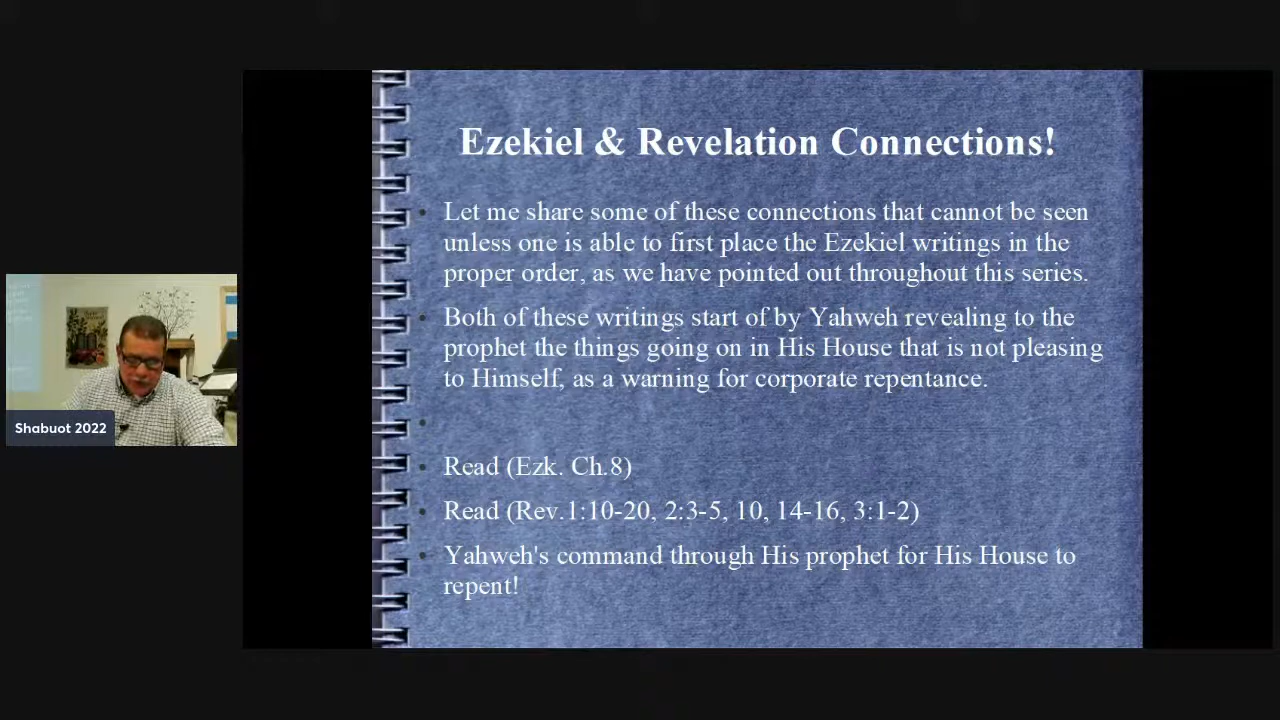 Ezekiel & Revelation Connections!
Let me share some of these connections that cannot be seen
unless one is able to first place the Ezekiel writings in the
proper order, as we have pointed out throughout this series.
Both of these writings start of by Yahweh revealing to the
prophet the things going on in His House that is not pleasing
to Himself, as a warning for corporate repentance.
Read (Ezk. Ch.8)
Read (Rev.1:10-20, 2:3-5, 10, 14-16, 3:1-2)
Yahweh's command through His prophet for His House to
repent!
Shabuot 2022